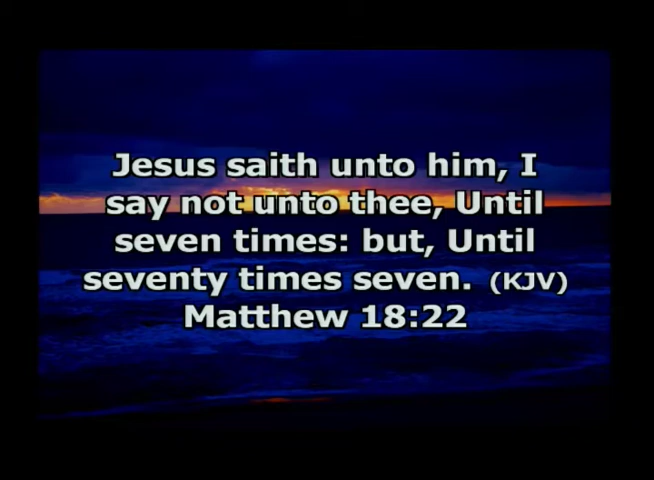 Jesus saith unto him, I
say not unto thee, Until
seven times: but, Until
seventy times seven. (KJV)
Matthew 18:22